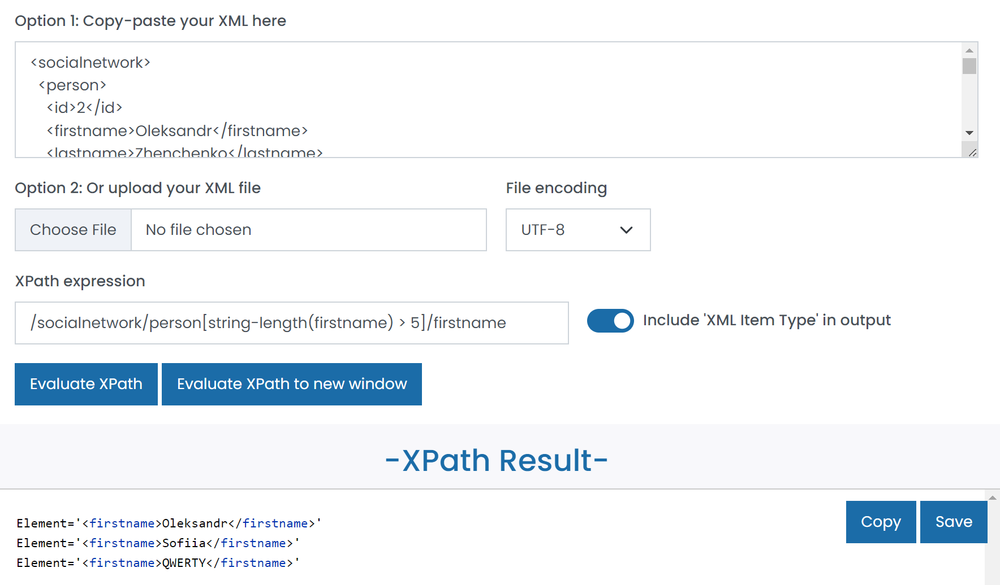 Option 1: Copy-paste your XML here
<socialnetwork>
<person>
<id>2</id>
<firstname>Oleksandr</firstname>
<lastname>Zhenchenko</lastname>
Option 2: Or upload your XML file
File encoding
Choose File
No file chosen
UTF-8
XPath expression
/socialnetwork/person[string-length(firstname) > 5]/firstname
Include 'XML Item Type' in output
Evaluate XPath
Evaluate XPath to new window
-XPath Result-
Copy
Save
Element='<firstname>Oleksandr</firstname>'
Element='<firstname>Sofiia</firstname>'
Element='<firstname>QWERTY</firstname>'